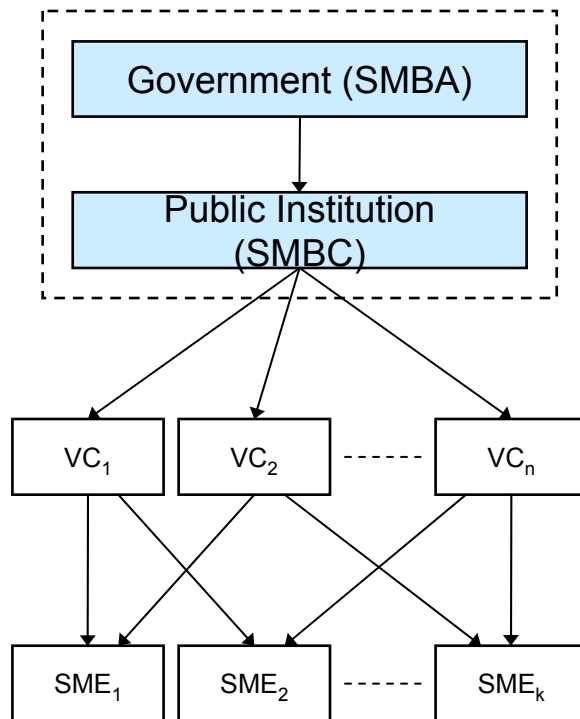 Government (SMBA)
Public Institution
(SMBC)
VC₁
VC₂
VCₙ
SME₁
SME₂
SMEₖ